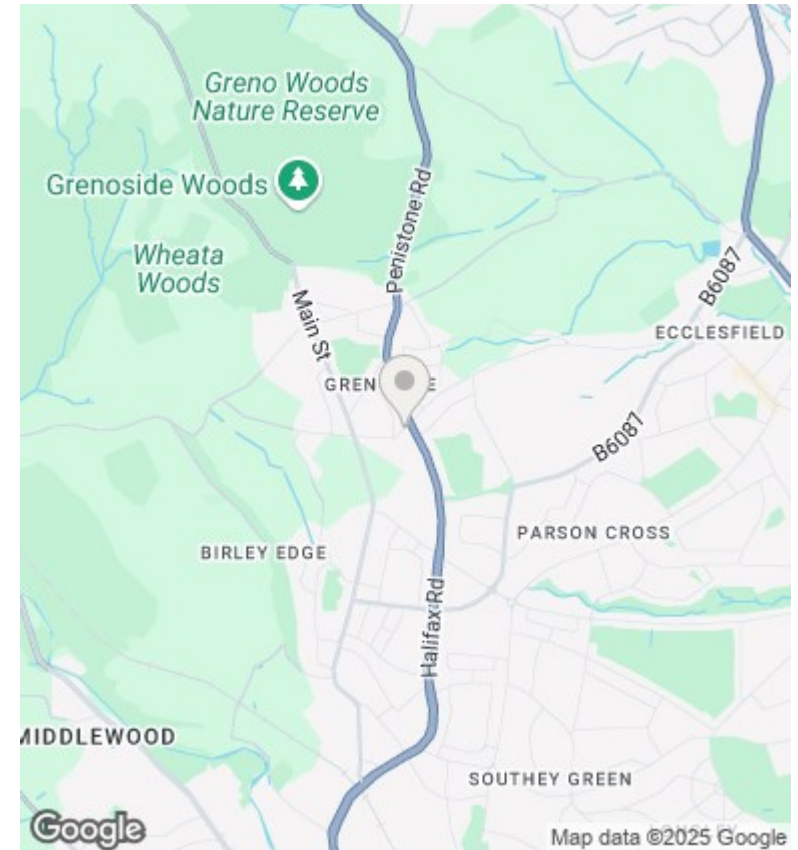 Greno Woods
Nature Reserve
Grenoside Woods
Wheata
Woods
Penistone Rd
Main St
B6087
ECCLESFIELD
GREN
E
B6087
PARSON CROSS
BIRLEY EDGE
Halifax Rd
MIDDLEWOOD
SOUTHEY GREEN
Google
Map data ©2025 Google